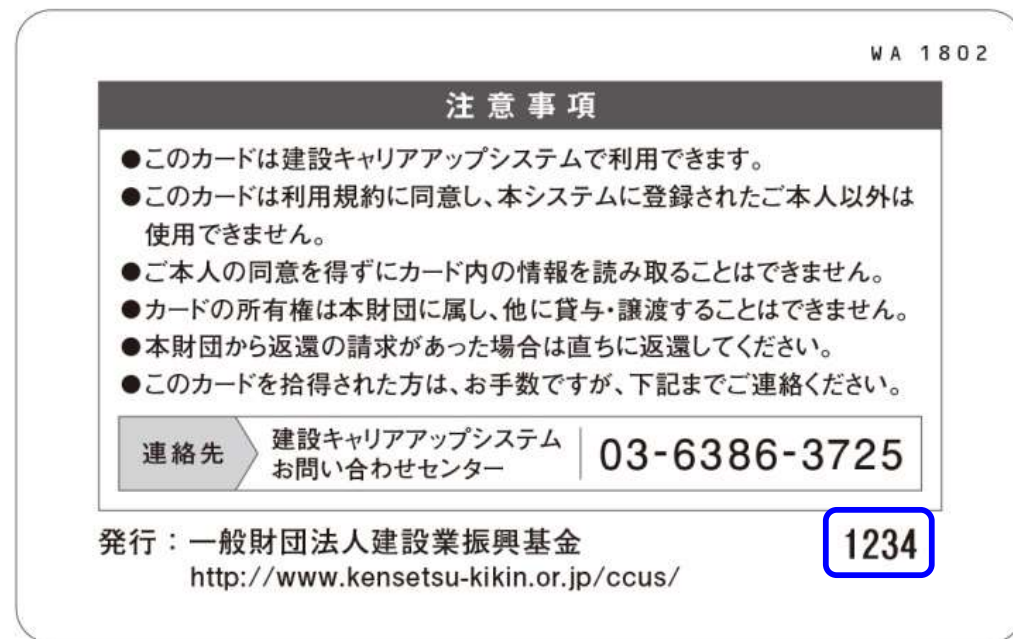 WA 1802
注意事項
●このカードは建設キャリアアップシステムで利用できます。
●このカードは利用規約に同意し、本システムに登録されたご本人以外は
使用できません。
●ご本人の同意を得ずにカード内の情報を読み取ることはできません。
●カードの所有権は本財団に属し、他に貸与・譲渡することはできません。
●本財団から返還の請求があった場合は直ちに返還してください。
●このカードを拾得された方は、お手数ですが、下記までご連絡ください。
連絡先
建設キャリアアップシステム
お問い合わせセンター
03-6386-3725
発行：一般財団法人建設業振興基金
http://www.kensetsu-kikin.or.jp/ccus/
1234